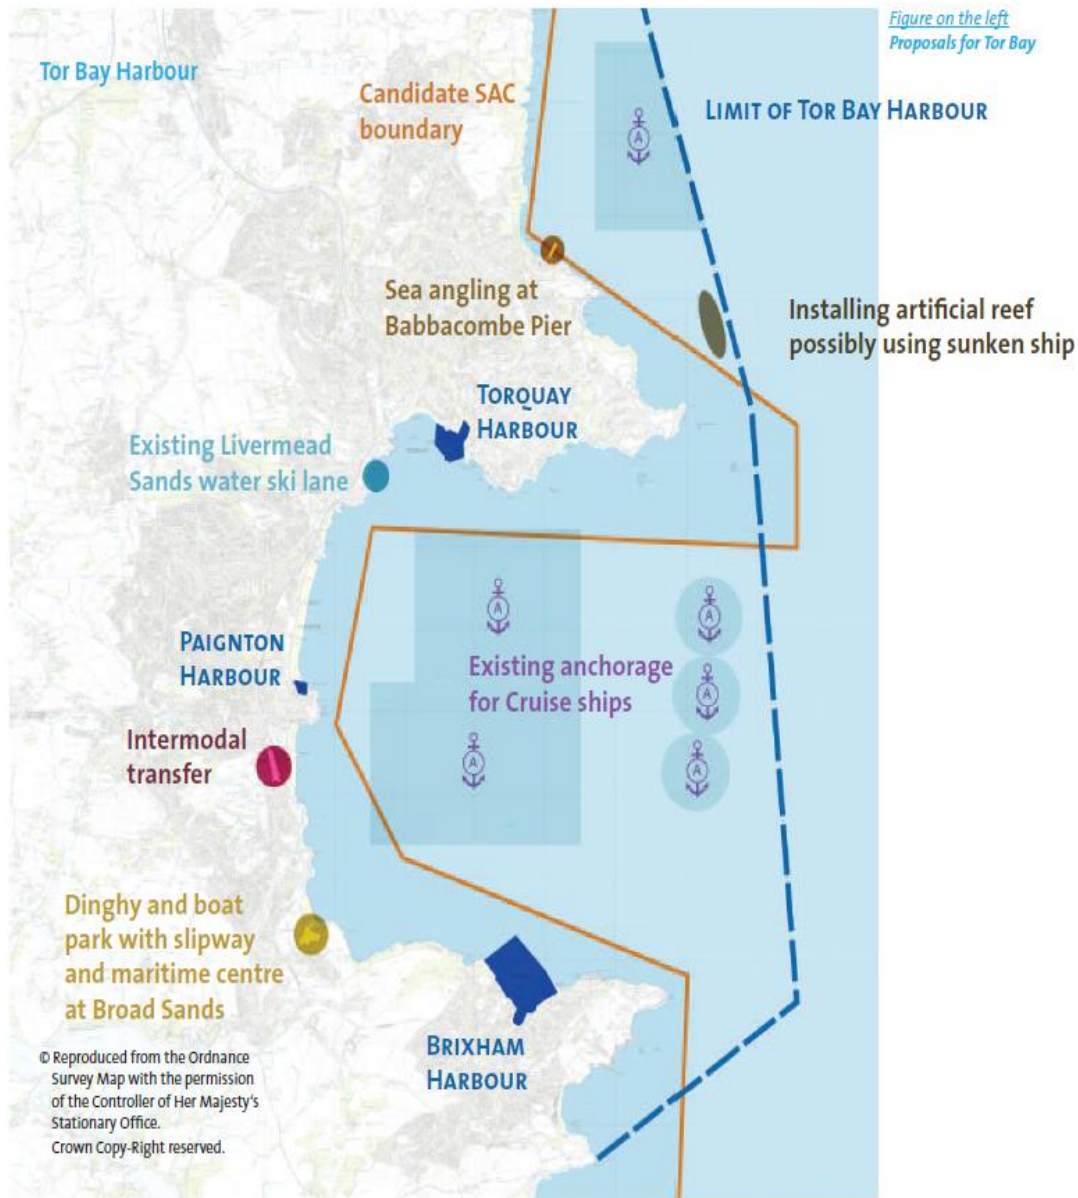 Figure on the left
Proposals for Tor Bay
Tor Bay Harbour
Candidate SAC
boundary
LIMIT OF TOR BAY HARBOUR
A
Sea angling at
Babbacombe Pier
Installing artificial reef
possibly using sunken ship
TORQUAY
HARBOUR
Existing Livermead
Sands water ski lane
A
A
PAIGNTON
HARBOUR
Existing anchorage
for Cruise ships
A
Intermodal
transfer
A
A
Dinghy and boat
park with slipway
and maritime centre
at Broad Sands
BRIXHAM
HARBOUR
© Reproduced from the Ordnance
Survey Map with the permission
of the Controller of Her Majesty's
Stationary Office.
Crown Copy-Right reserved.